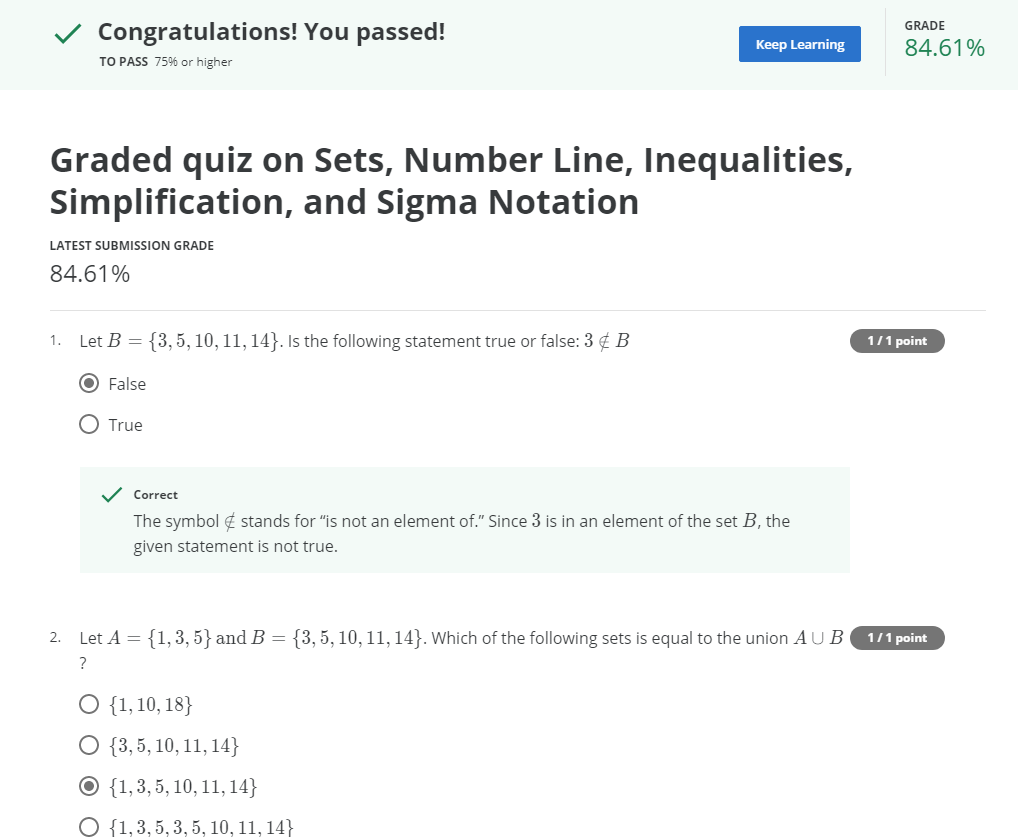 Congratulations! You passed!
TO PASS 75% or higher
Keep Learning
GRADE
84.61%
Graded quiz on Sets, Number Line, Inequalities,
Simplification, and Sigma Notation
LATEST SUBMISSION GRADE
84.61%
1. Let B = {3, 5, 10, 11, 14}. Is the following statement true or false: 3 ∉ B
1 / 1 point
False
True
Correct
The symbol ∉ stands for “is not an element of.” Since 3 is in an element of the set B, the
given statement is not true.
2. Let A = {1, 3, 5} and B = {3, 5, 10, 11, 14}. Which of the following sets is equal to the union A ∪ B
1 / 1 point
?
{1, 10, 18}
{3, 5, 10, 11, 14}
{1, 3, 5, 10, 11, 14}
{1, 3, 5, 3, 5, 10, 11, 14}